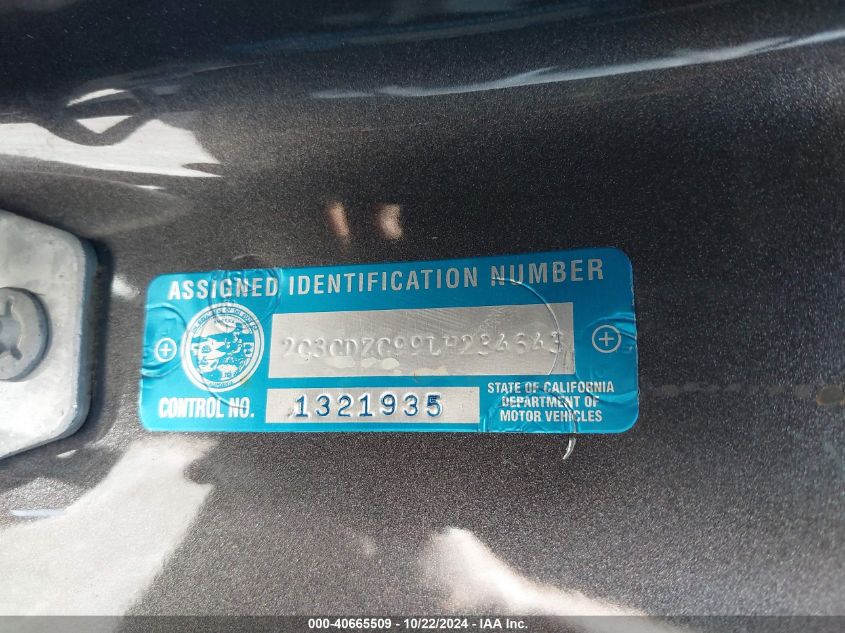 ASSIGNED IDENTIFICATION NUMBER
2C3CDZC99LH234643
CONTROL NO.
1321935
STATE OF CALIFORNIA
DEPARTMENT OF
MOTOR VEHICLES
000-40665509 - 10/22/2024 - IAA Inc.